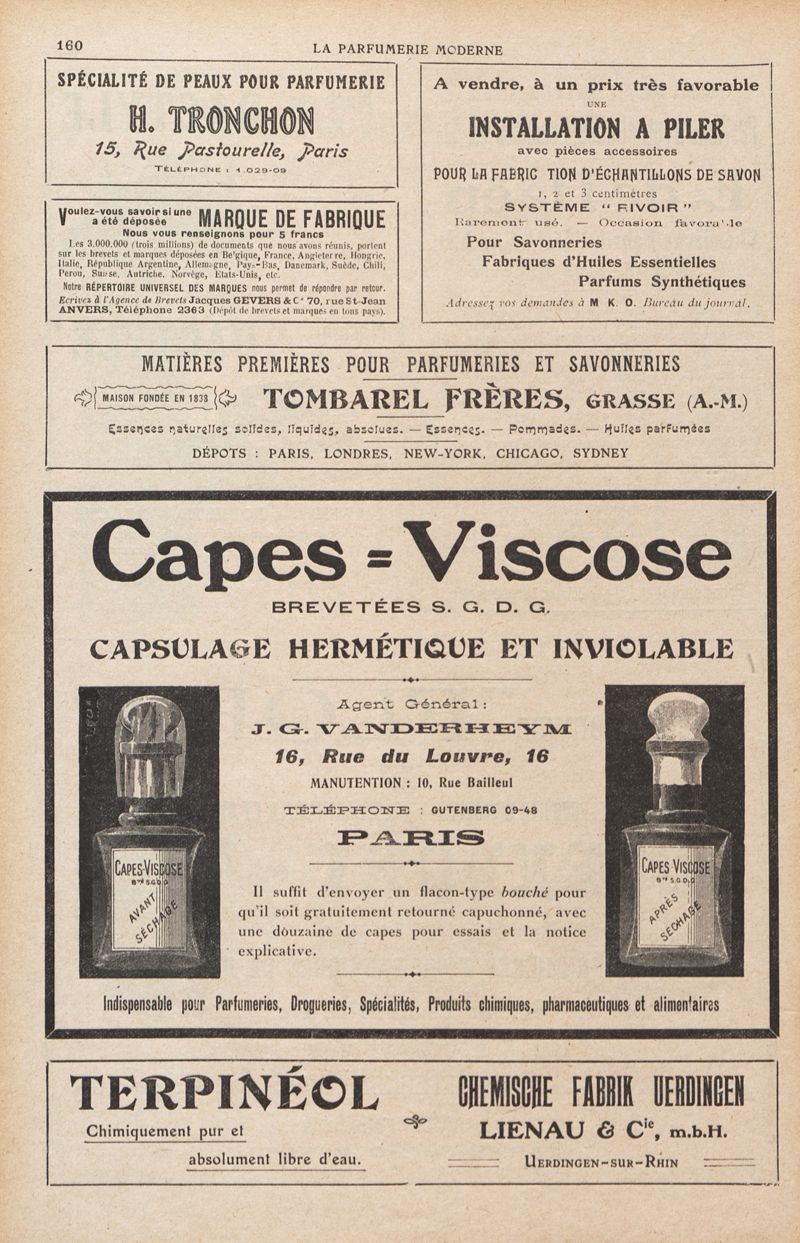 160
LA PARFUMERIE MODERNE
SPÉCIALITÉ DE PEAUX POUR PARFUMERIE
H. TRONCHON
15, Rue Pastourelle, Paris
TÉLÉPHONE : 1.029-09
Voulez-vous savoir si une
a été déposée MARQUE DE FABRIQUE
Nous vous renseignons pour 5 francs
Les 3.000.000 (trois millions) de documents que nous avons réunis, portent
sur les brevets et marques déposées en Belgique, France, Angleterre, Hongrie,
Italie, République Argentine, Allemagne, Pays-Bas, Danemark, Suède, Chili,
Perou, Suisse, Autriche, Norvège, Etats-Unis, etc.
Notre RÉPERTOIRE UNIVERSEL DES MARQUES nous permet de répondre par retour.
Ecrivez à l'Agence de Brevets Jacques GEVERS & Cº 70, rue St-Jean
ANVERS, Téléphone 2363 (Dépôt de brevets et marques en tous pays).
A vendre, à un prix très favorable
UNE
INSTALLATION A PILER
avec pièces accessoires
POUR LA FABRIC TION D'ÉCHANTILLONS DE SAVON
1, 2 et 3 centimètres
SYSTÈME " RIVOIR "
Rarement usé. — Occasion favora' le
Pour Savonneries
Fabriques d'Huiles Essentielles
Parfums Synthétiques
Adressez vos demandes à M K. O. Bureau du journal.
MATIÈRES PREMIÈRES POUR PARFUMERIES ET SAVONNERIES
MAISON FONDÉE EN 1838 TOMBAREL FRÈRES, GRASSE (A.-M.)
Essences naturelles solides, liquides, absolues. — Essences. — Pommades. — Huiles parfumées
DÉPOTS : PARIS, LONDRES, NEW-YORK, CHICAGO, SYDNEY
Capes = Viscose
BREVETÉES S. G. D. G.
CAPSULAGE HERMÉTIQUE ET INVIOLABLE
Agent Général :
J. G. VANDERHEYM
16, Rue du Louvre, 16
MANUTENTION : 10, Rue Bailleul
TÉLÉPHONE : GUTENBERG 09-48
PARIS
CAPES-VISCOSE
Bté S.G.D.G
AVANT
SÉCHAGE
Il suffit d'envoyer un flacon-type bouché pour
qu'il soit gratuitement retourné capuchonné, avec
une douzaine de capes pour essais et la notice
explicative.
CAPES VISCOSE
Bté S.G.D.G
APRÈS
SÉCHAGE
Indispensable pour Parfumeries, Drogueries, Spécialités, Produits chimiques, pharmaceutiques et alimentaires
TERPINÉOL
Chimiquement pur et
absolument libre d'eau.
CHEMISCHE FABRIK UERDINGEN
LIENAU & Cie, m.b.H.
UERDINGEN-SUR-RHIN